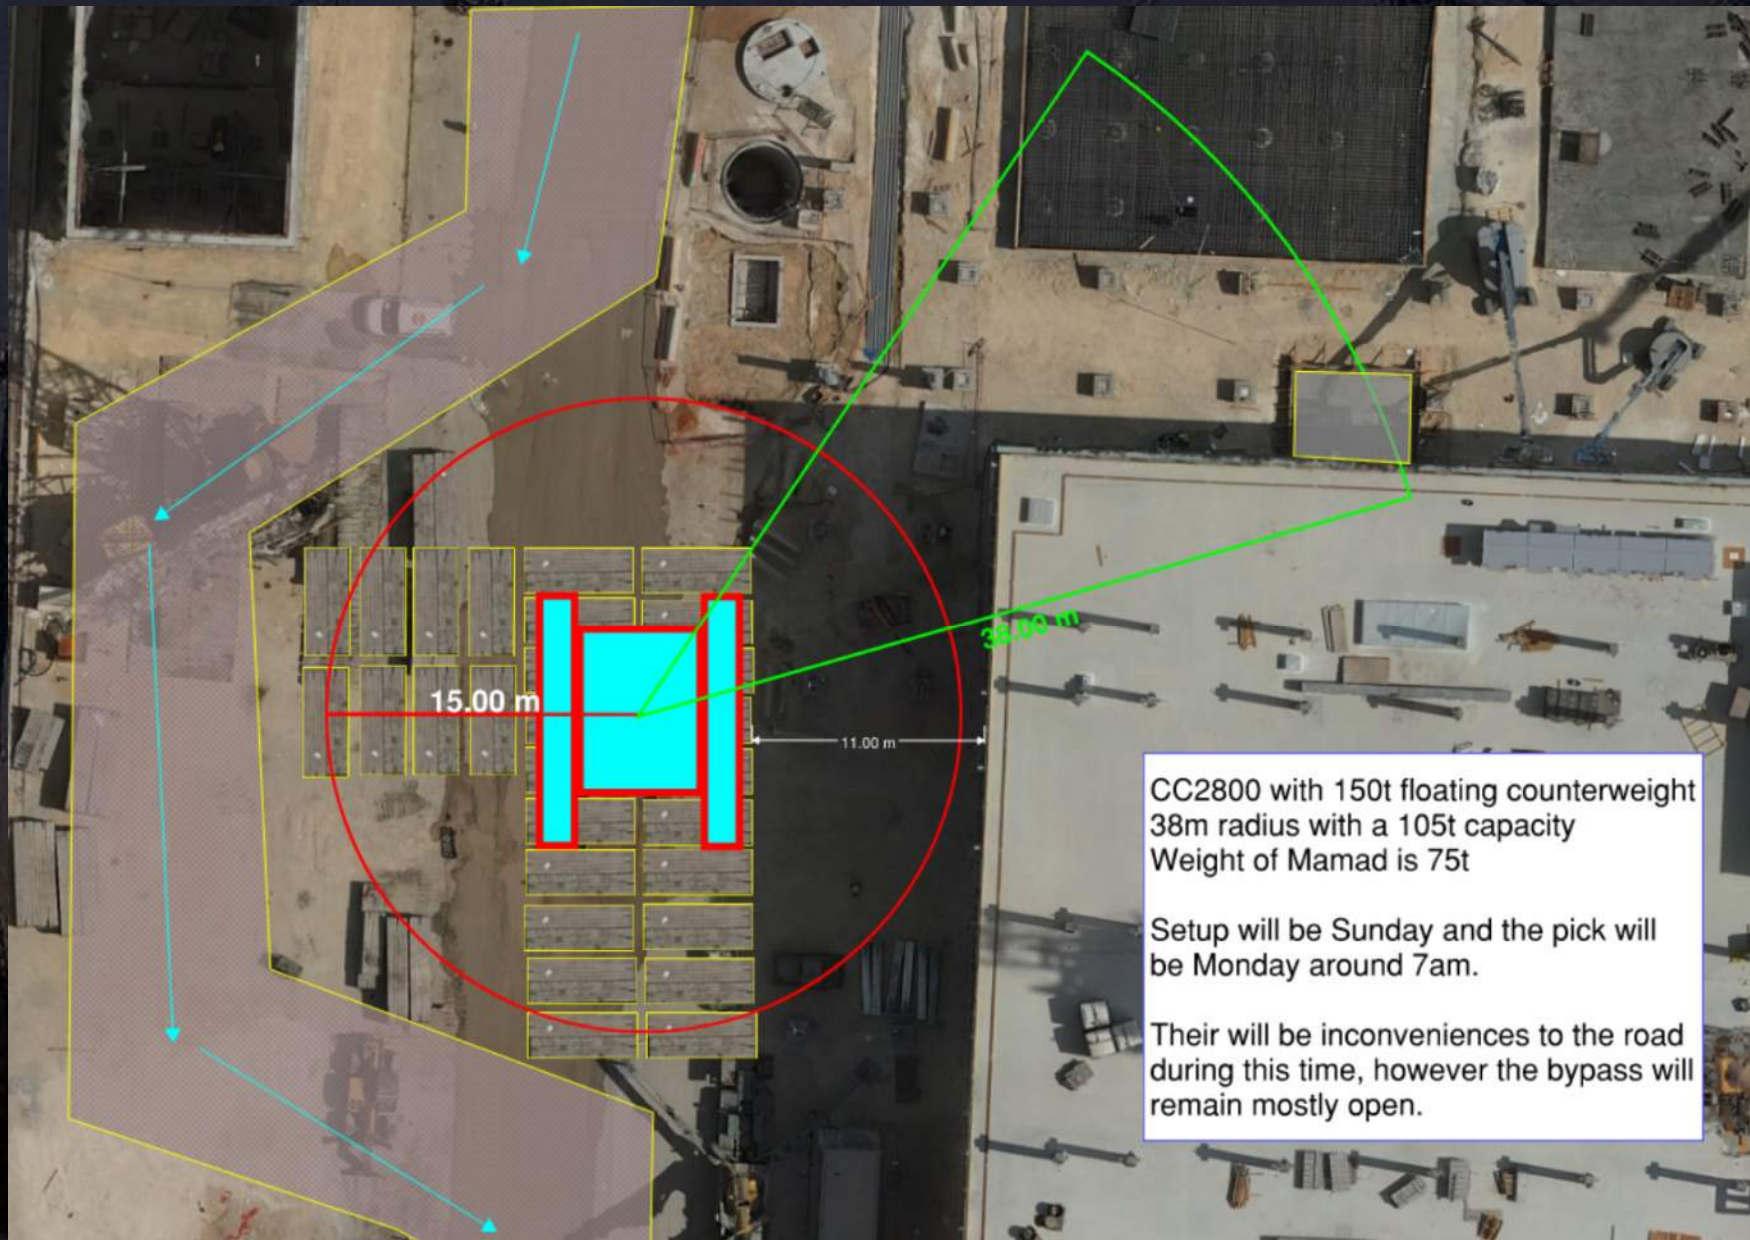 38.00 m
15.00 m
11.00 m
CC2800 with 150t floating counterweight
38m radius with a 105t capacity
Weight of Mamad is 75t
Setup will be Sunday and the pick will
be Monday around 7am.
Their will be inconveniences to the road
during this time, however the bypass will
remain mostly open.